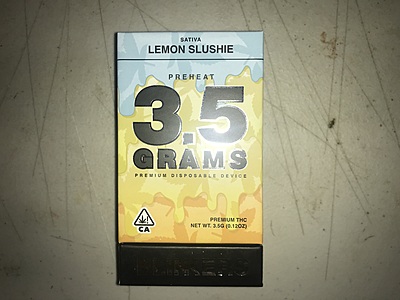 SATIVA
LEMON SLUSHIE
PREHEAT
3.5
GRAMS
PREMIUM DISPOSABLE DEVICE
CA
PREMIUM THC
NET WT. 3.5G (0.12OZ)